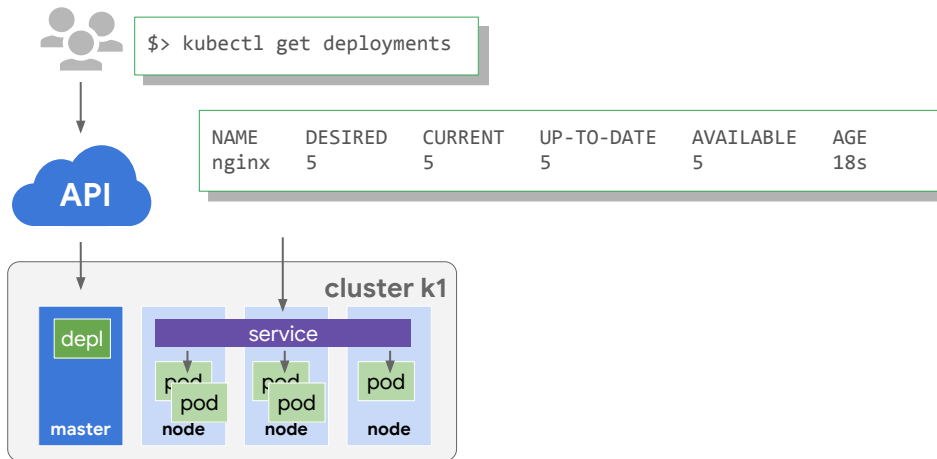 $> kubectl get deployments
NAME DESIRED CURRENT UP-TO-DATE AVAILABLE AGE
nginx 5 5 5 5 18s
API
cluster k1
depl
service
pod
pod
pod
pod
pod
master
node
node
node